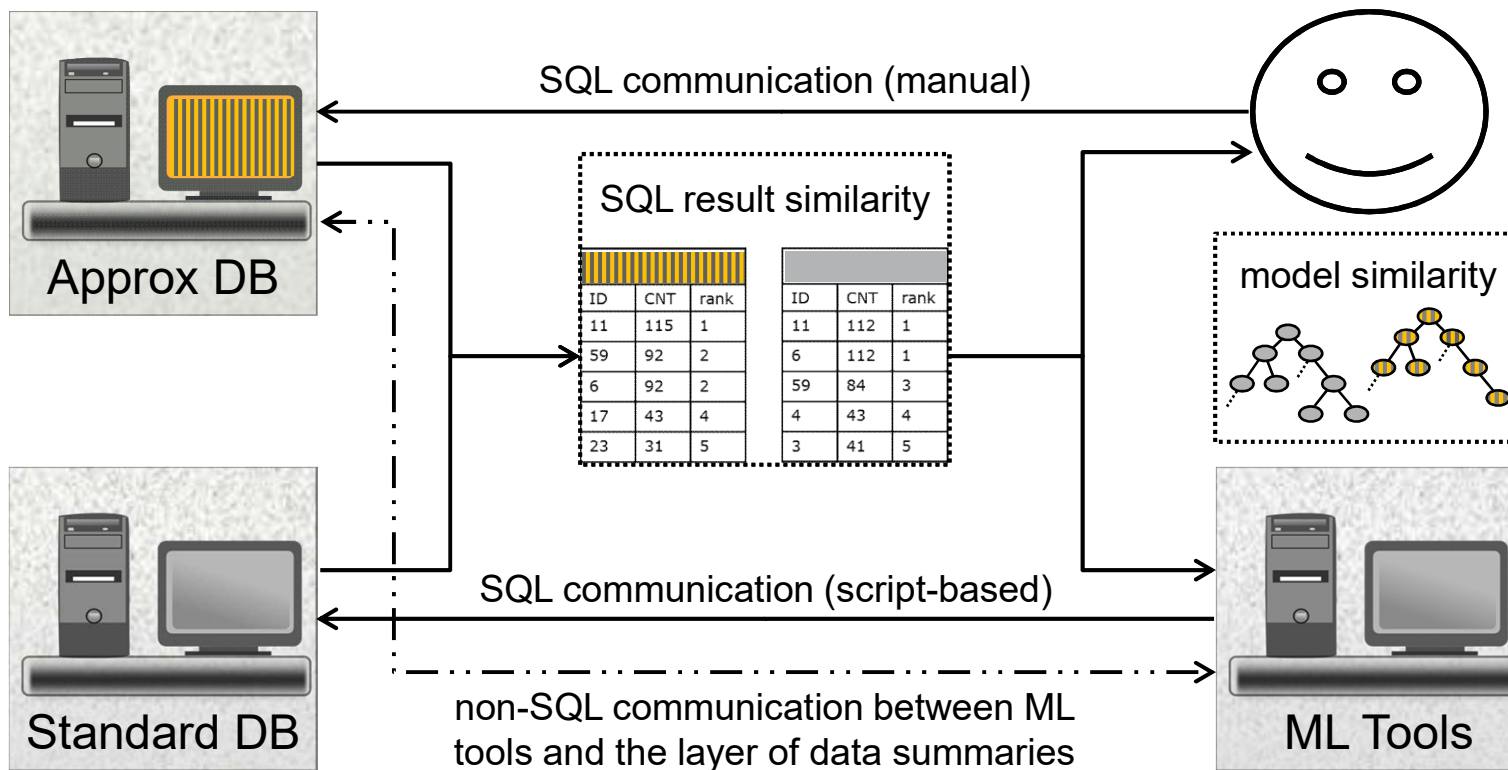 SQL communication (manual)
SQL result similarity
Approx DB
model similarity
ID CNT rank
11 115 1
59 92 2
6 92 2
17 43 4
23 31 5
ID CNT rank
11 112 1
6 112 1
59 84 3
4 43 4
3 41 5
SQL communication (script-based)
Standard DB
non-SQL communication between ML
tools and the layer of data summaries
ML Tools